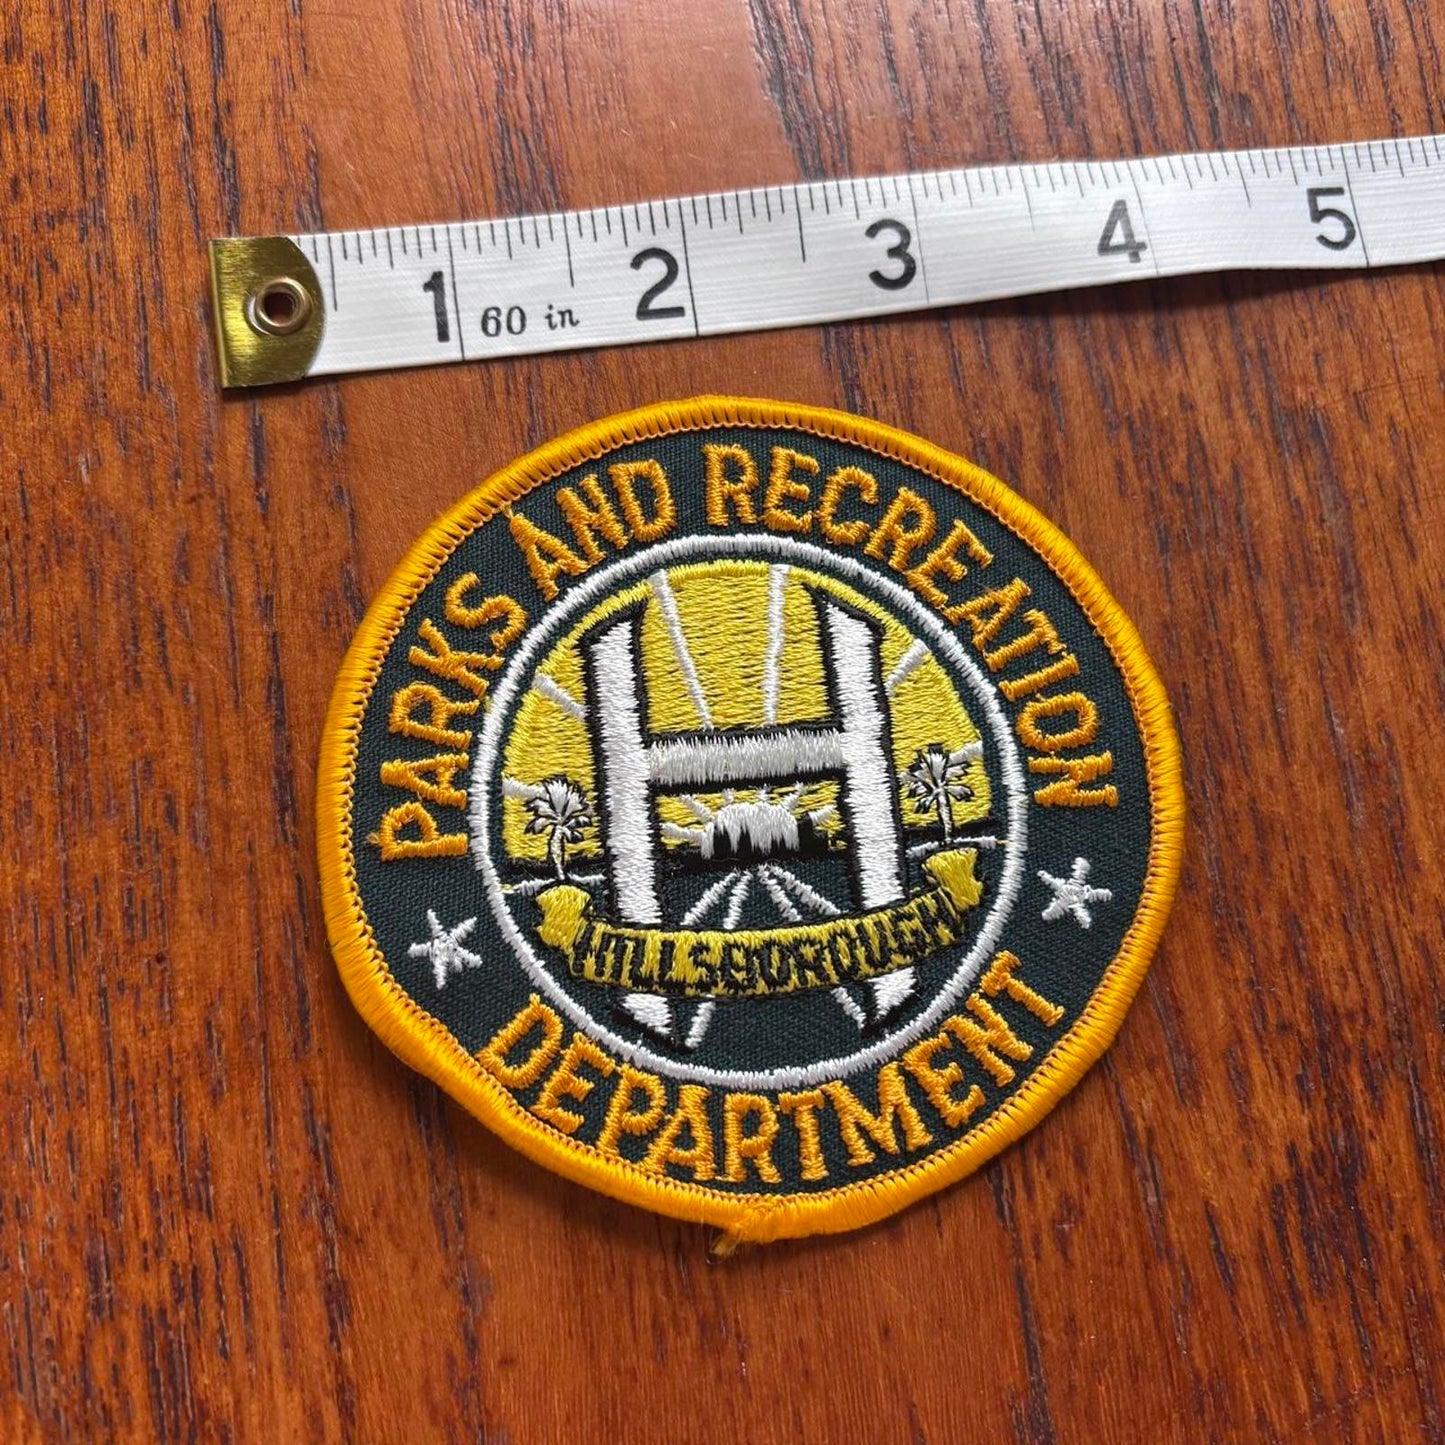 1 60 in 2 3 4 5
PARKS AND RECREATION
H
HILLSBOROUGH
DEPARTMENT